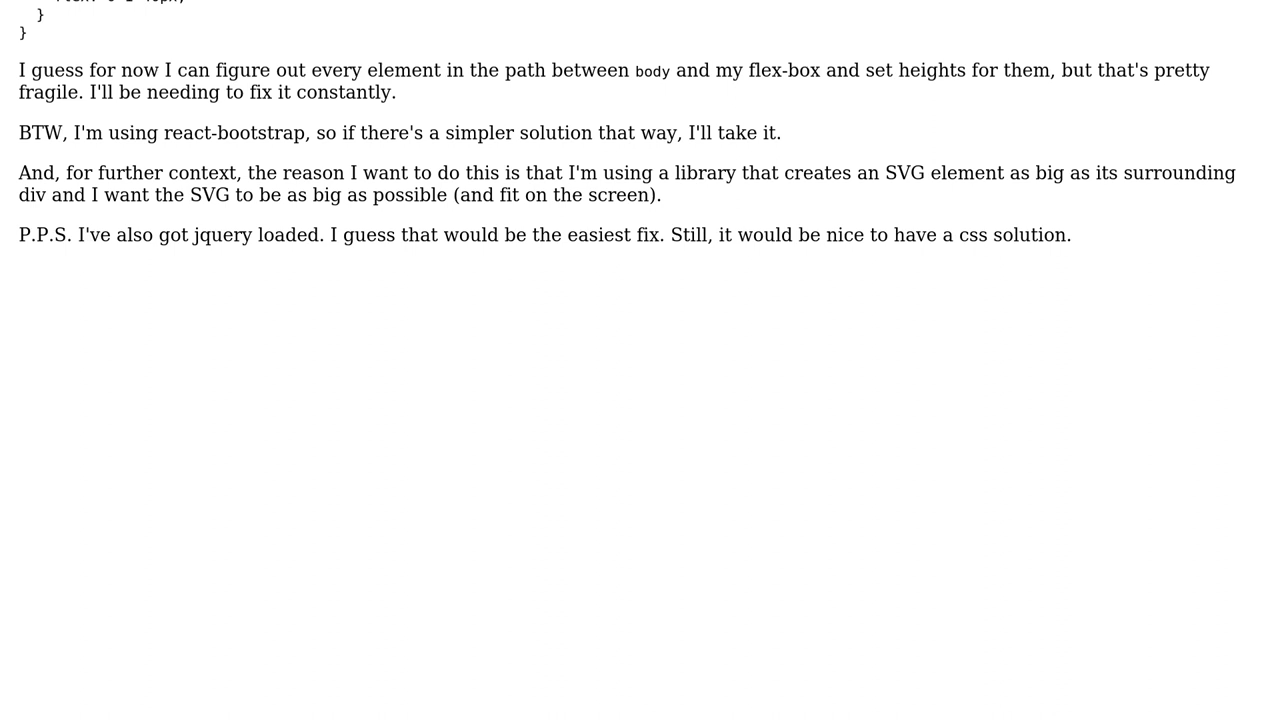 }
}
I guess for now I can figure out every element in the path between body and my flex-box and set heights for them, but that's pretty
fragile. I'll be needing to fix it constantly.
BTW, I'm using react-bootstrap, so if there's a simpler solution that way, I'll take it.
And, for further context, the reason I want to do this is that I'm using a library that creates an SVG element as big as its surrounding
div and I want the SVG to be as big as possible (and fit on the screen).
P.P.S. I've also got jquery loaded. I guess that would be the easiest fix. Still, it would be nice to have a css solution.